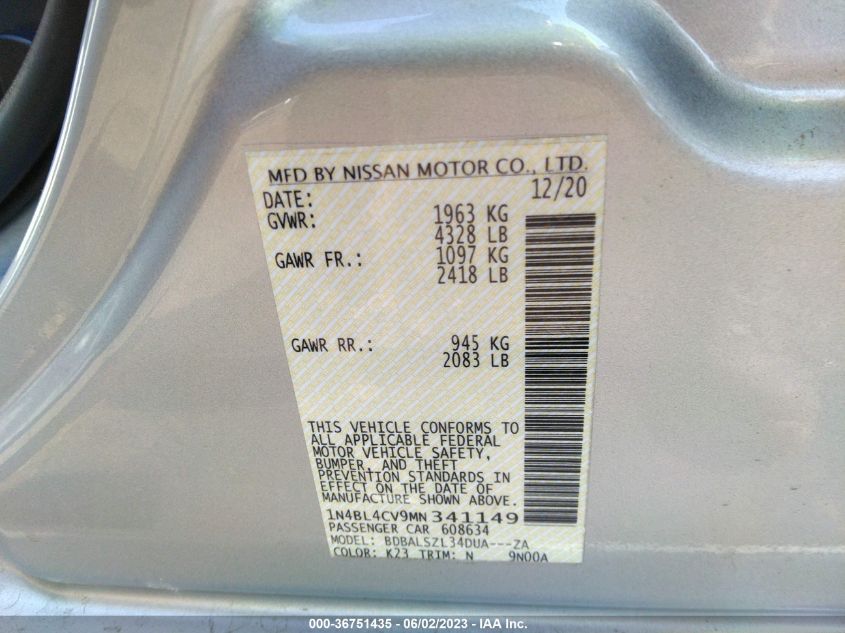 MFD BY NISSAN MOTOR CO., LTD.
DATE: 12/20
GVWR: 1963 KG
4328 LB
GAWR FR.: 1097 KG
2418 LB
GAWR RR.: 945 KG
2083 LB
THIS VEHICLE CONFORMS TO
ALL APPLICABLE FEDERAL
MOTOR VEHICLE SAFETY,
BUMPER, AND THEFT
PREVENTION STANDARDS IN
EFFECT ON THE DATE OF
MANUFACTURE SHOWN ABOVE.
1N4BL4CV9MN341149
PASSENGER CAR 608634
MODEL: BDBALSZL34DUA---ZA
COLOR: K23 TRIM: N 9N00A
000-36751435 - 06/02/2023 - IAA Inc.